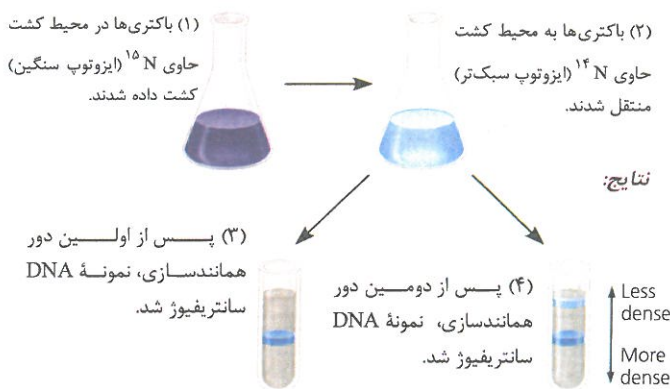 (۱) باکتری‌ها در محیط کشت
حاوی ۱۵N (ایزوتوپ سنگین)
کشت داده شدند.
(۲) باکتری‌ها به محیط کشت
حاوی ۱۴N (ایزوتوپ سبک‌تر)
منتقل شدند.
نتایج:
(۳) پس از اولین دور
همانندسازی، نمونهٔ DNA
سانتریفیوژ شد.
(۴) پس از دومین دور
همانندسازی، نمونهٔ DNA
سانتریفیوژ شد.
Less
dense
More
dense